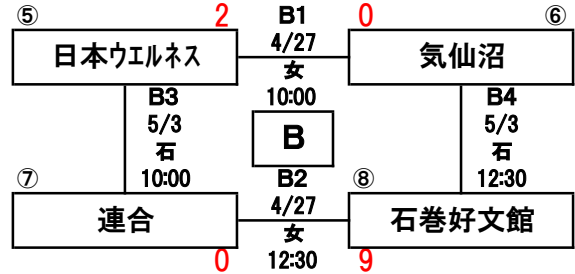 ⑤ 2 B1 0 ⑥
日本ウエルネス 4/27 気仙沼
女
10:00
B3 B4
5/3 5/3
石 B 石
10:00 12:30
⑦ B2 ⑧
連合 4/27 石巻好文館
女
0 12:30 9